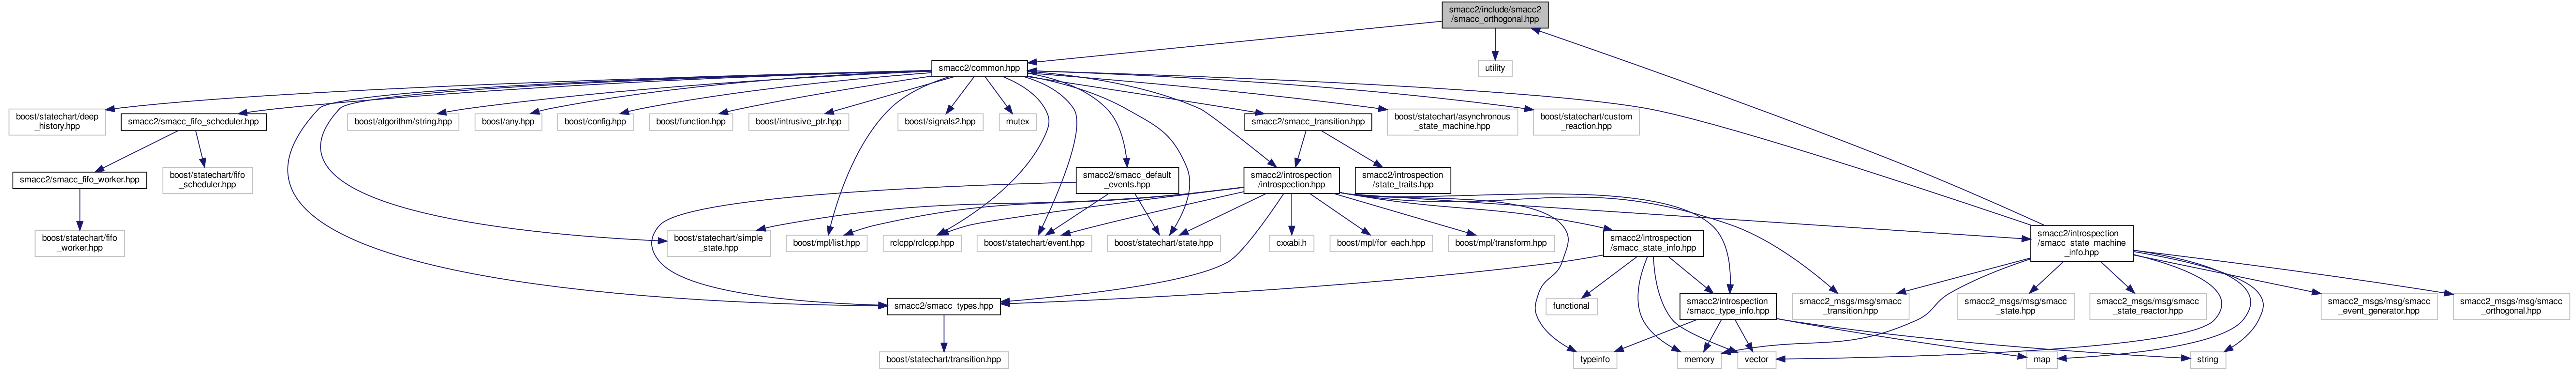 smacc2/include/smacc2
/smacc_orthogonal.hpp
smacc2/common.hpp
utility
boost/statechart/deep
_history.hpp
smacc2/smacc_fifo_scheduler.hpp
boost/algorithm/string.hpp
boost/any.hpp
boost/config.hpp
boost/function.hpp
boost/intrusive_ptr.hpp
boost/signals2.hpp
mutex
smacc2/smacc_transition.hpp
boost/statechart/asynchronous
_state_machine.hpp
boost/statechart/custom
_reaction.hpp
smacc2/smacc_fifo_worker.hpp
boost/statechart/fifo
_scheduler.hpp
smacc2/smacc_default
_events.hpp
smacc2/introspection
/introspection.hpp
smacc2/introspection
/state_traits.hpp
boost/statechart/fifo
_worker.hpp
boost/statechart/simple
_state.hpp
boost/mpl/list.hpp
rclcpp/rclcpp.hpp
boost/statechart/event.hpp
boost/statechart/state.hpp
cxxabi.h
boost/mpl/for_each.hpp
boost/mpl/transform.hpp
smacc2/introspection
/smacc_state_info.hpp
smacc2/introspection
/smacc_state_machine
_info.hpp
smacc2/smacc_types.hpp
functional
smacc2/introspection
/smacc_type_info.hpp
smacc2_msgs/msg/smacc
_transition.hpp
smacc2_msgs/msg/smacc
_state.hpp
smacc2_msgs/msg/smacc
_state_reactor.hpp
smacc2_msgs/msg/smacc
_event_generator.hpp
smacc2_msgs/msg/smacc
_orthogonal.hpp
boost/statechart/transition.hpp
typeinfo
memory
vector
map
string